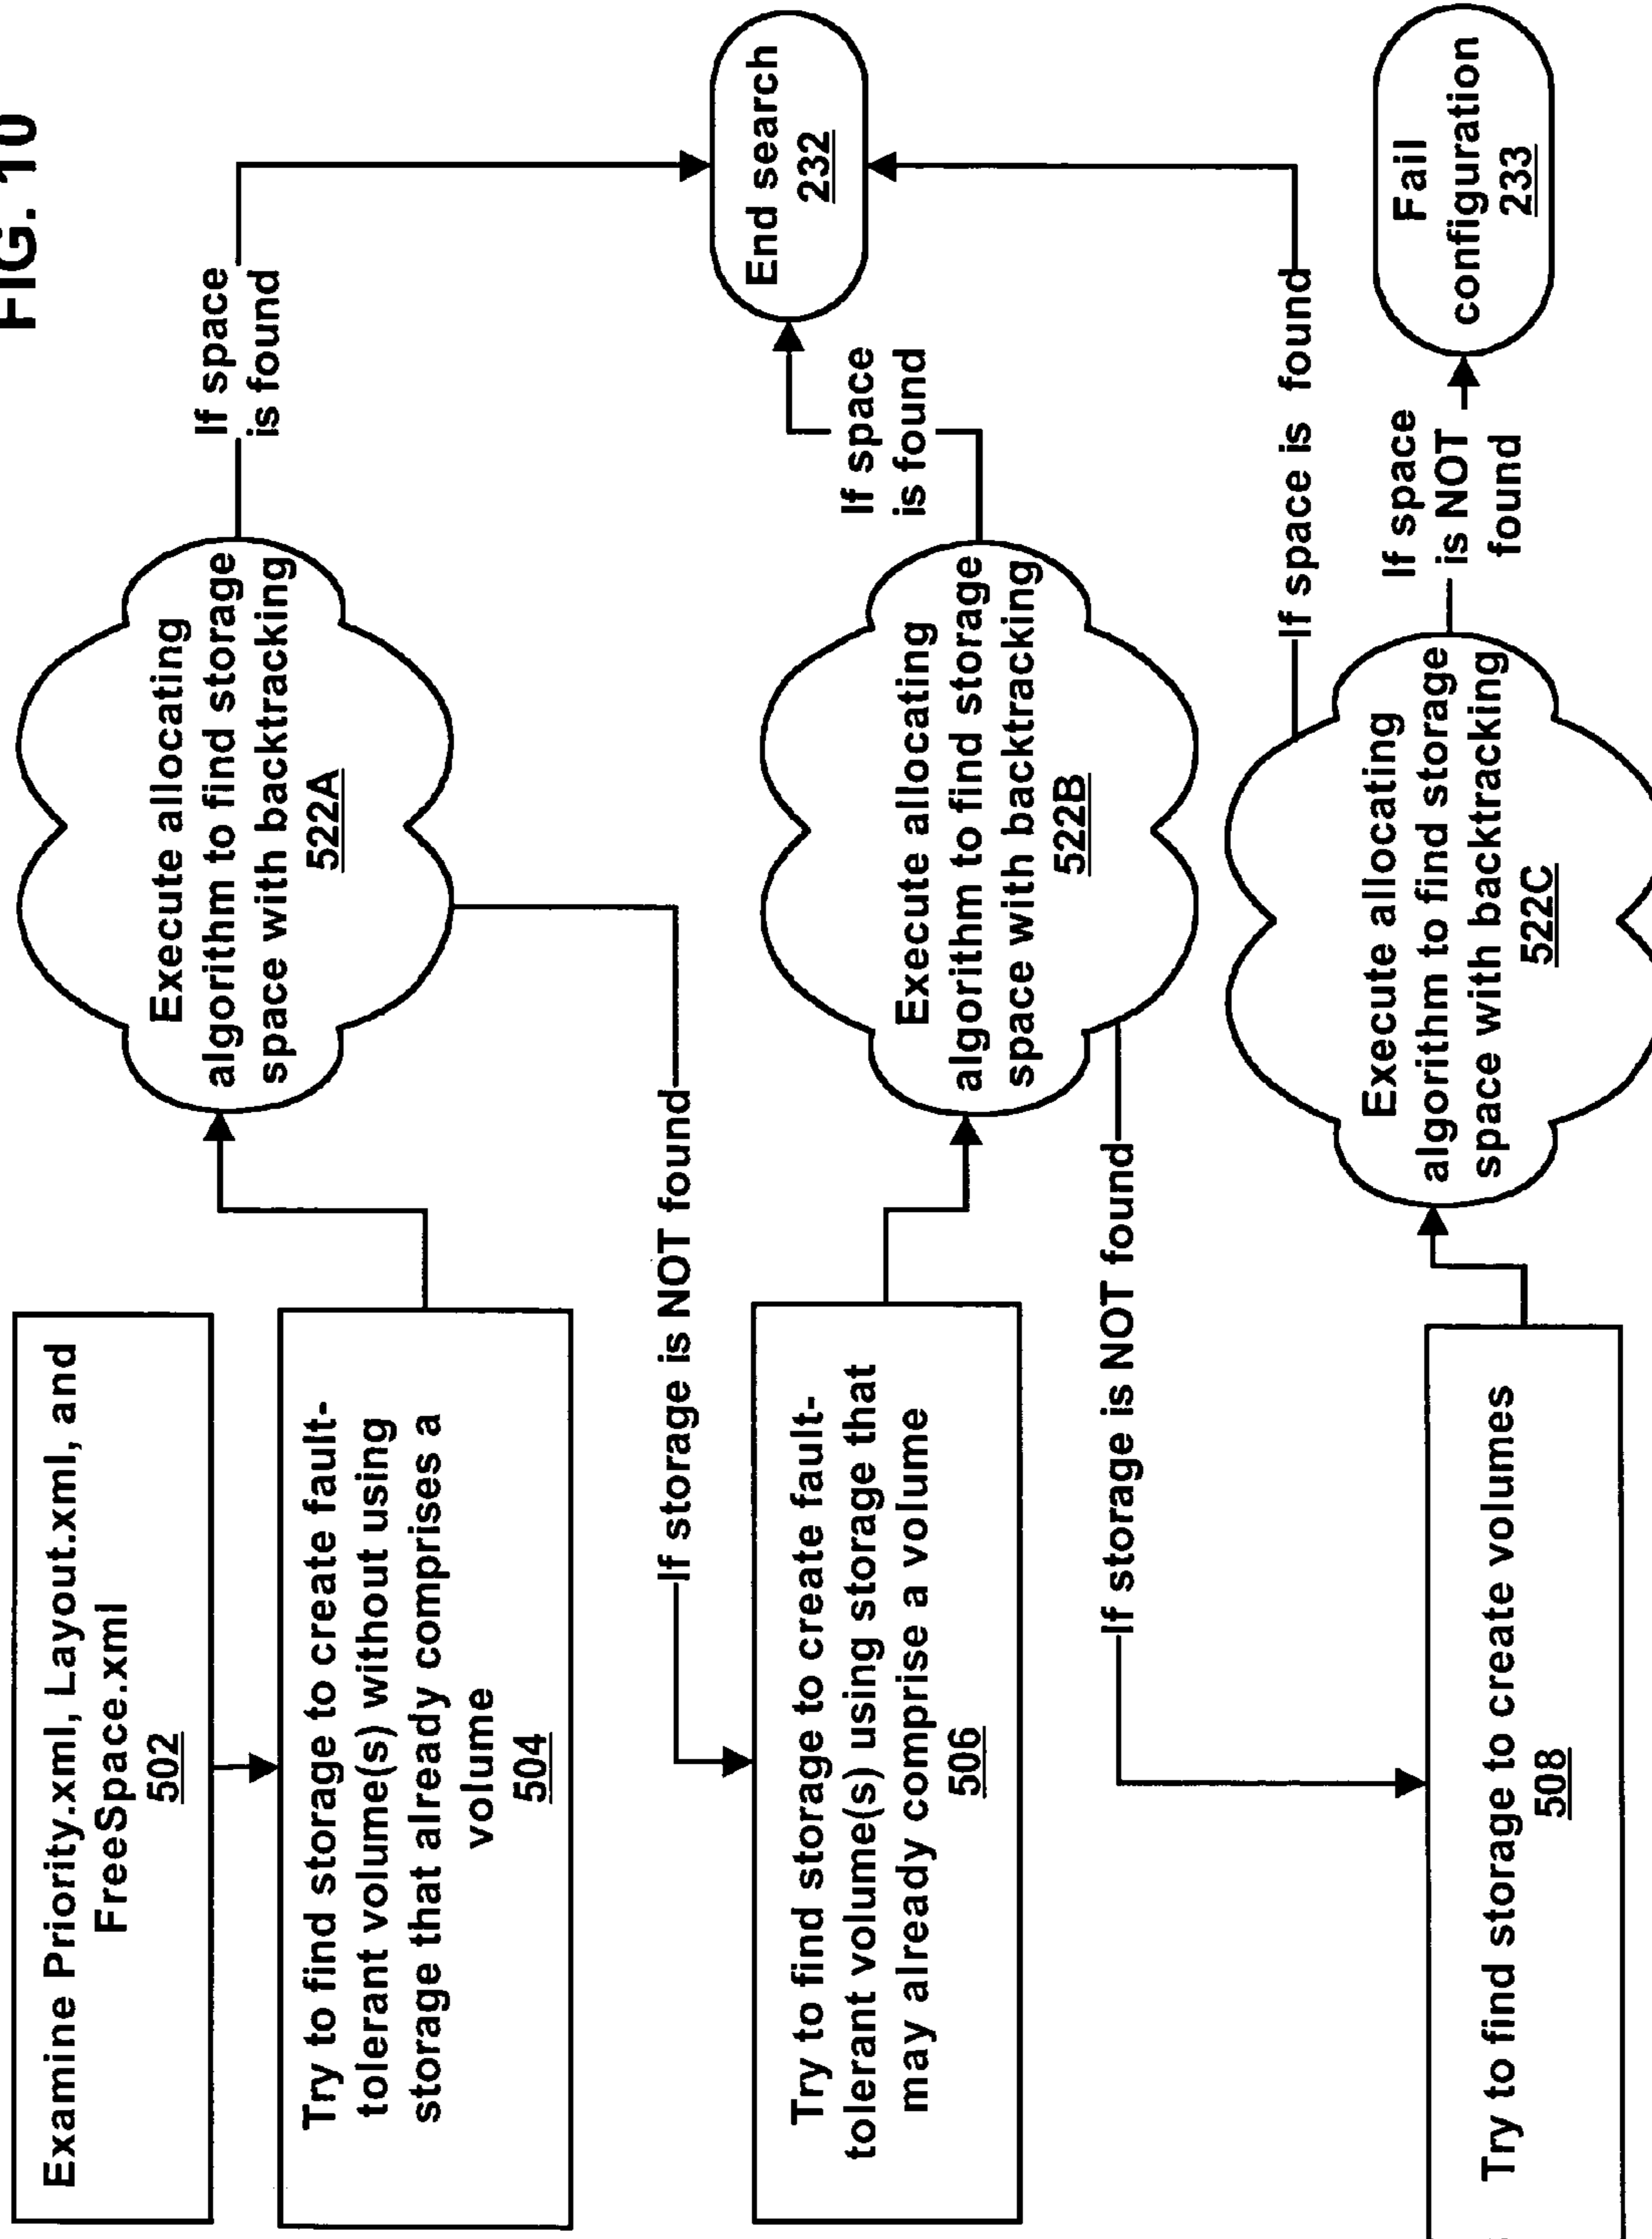 FIG. 10
Examine Priority.xml, Layout.xml, and
FreeSpace.xml
502
Try to find storage to create fault-
tolerant volume(s) without using
storage that already comprises a
volume
504
Execute allocating
algorithm to find storage
space with backtracking
522A
If space
is found
If storage is NOT found
End search
232
Try to find storage to create fault-
tolerant volume(s) using storage that
may already comprise a volume
506
Execute allocating
algorithm to find storage
space with backtracking
522B
If space
is found
If storage is NOT found
If space is found
Try to find storage to create volumes
508
Execute allocating
algorithm to find storage
space with backtracking
522C
If space
is NOT
found
Fail
configuration
233